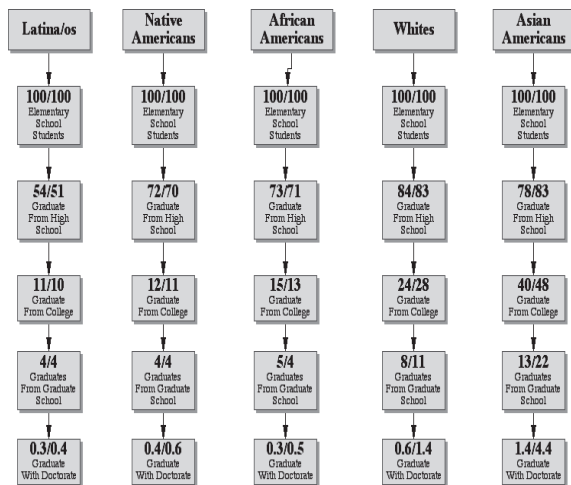 Latina/os
Native
Americans
African
Americans
Whites
Asian
Americans
100/100
Elementary
School
Students
100/100
Elementary
School
Students
100/100
Elementary
School
Students
100/100
Elementary
School
Students
100/100
Elementary
School
Students
54/51
Graduate
From High
School
72/70
Graduate
From High
School
73/71
Graduate
From High
School
84/83
Graduate
From High
School
78/83
Graduate
From High
School
11/10
Graduate
From College
12/11
Graduate
From College
15/13
Graduate
From College
24/28
Graduate
From College
40/48
Graduate
From College
4/4
Graduates
From Graduate
School
4/4
Graduates
From Graduate
School
5/4
Graduates
From Graduate
School
8/11
Graduates
From Graduate
School
13/22
Graduates
From Graduate
School
0.3/0.4
Graduate
With Doctorate
0.4/0.6
Graduate
With Doctorate
0.3/0.5
Graduate
With Doctorate
0.6/1.4
Graduate
With Doctorate
1.4/4.4
Graduate
With Doctorate